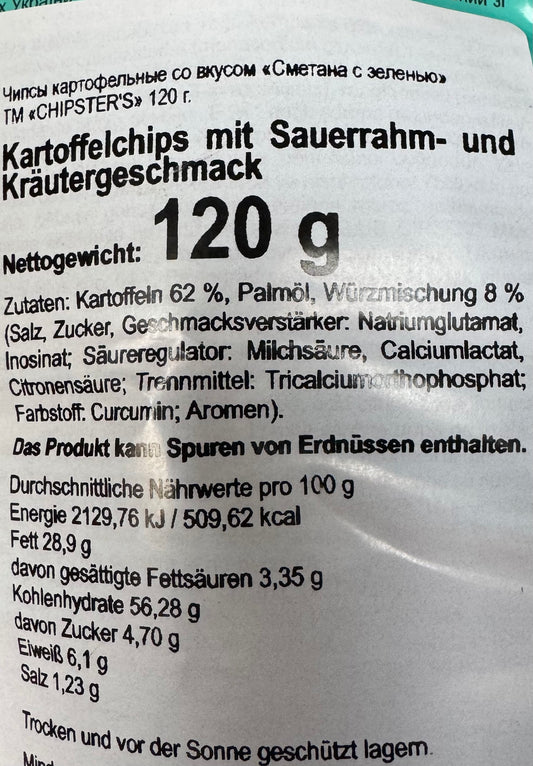 Чипсы картофельные со вкусом «Сметана с зеленью»
ТМ «CHIPSTER'S» 120 г.
Kartoffelchips mit Sauerrahm- und
Kräutergeschmack
Nettogewicht: 120 g
Zutaten: Kartoffeln 62 %, Palmöl, Würzmischung 8 %
(Salz, Zucker, Geschmacksverstärker: Natriumglutamat,
Inosinat; Säureregulator: Milchsäure, Calciumlactat,
Citronensäure; Trennmittel: Tricalciumorthophosphat;
Farbstoff: Curcumin; Aromen).
Das Produkt kann Spuren von Erdnüssen enthalten.
Durchschnittliche Nährwerte pro 100 g
Energie 2129,76 kJ / 509,62 kcal
Fett 28,9 g
davon gesättigte Fettsäuren 3,35 g
Kohlenhydrate 56,28 g
davon Zucker 4,70 g
Eiweiß 6,1 g
Salz 1,23 g
Trocken und vor der Sonne geschützt lagern.